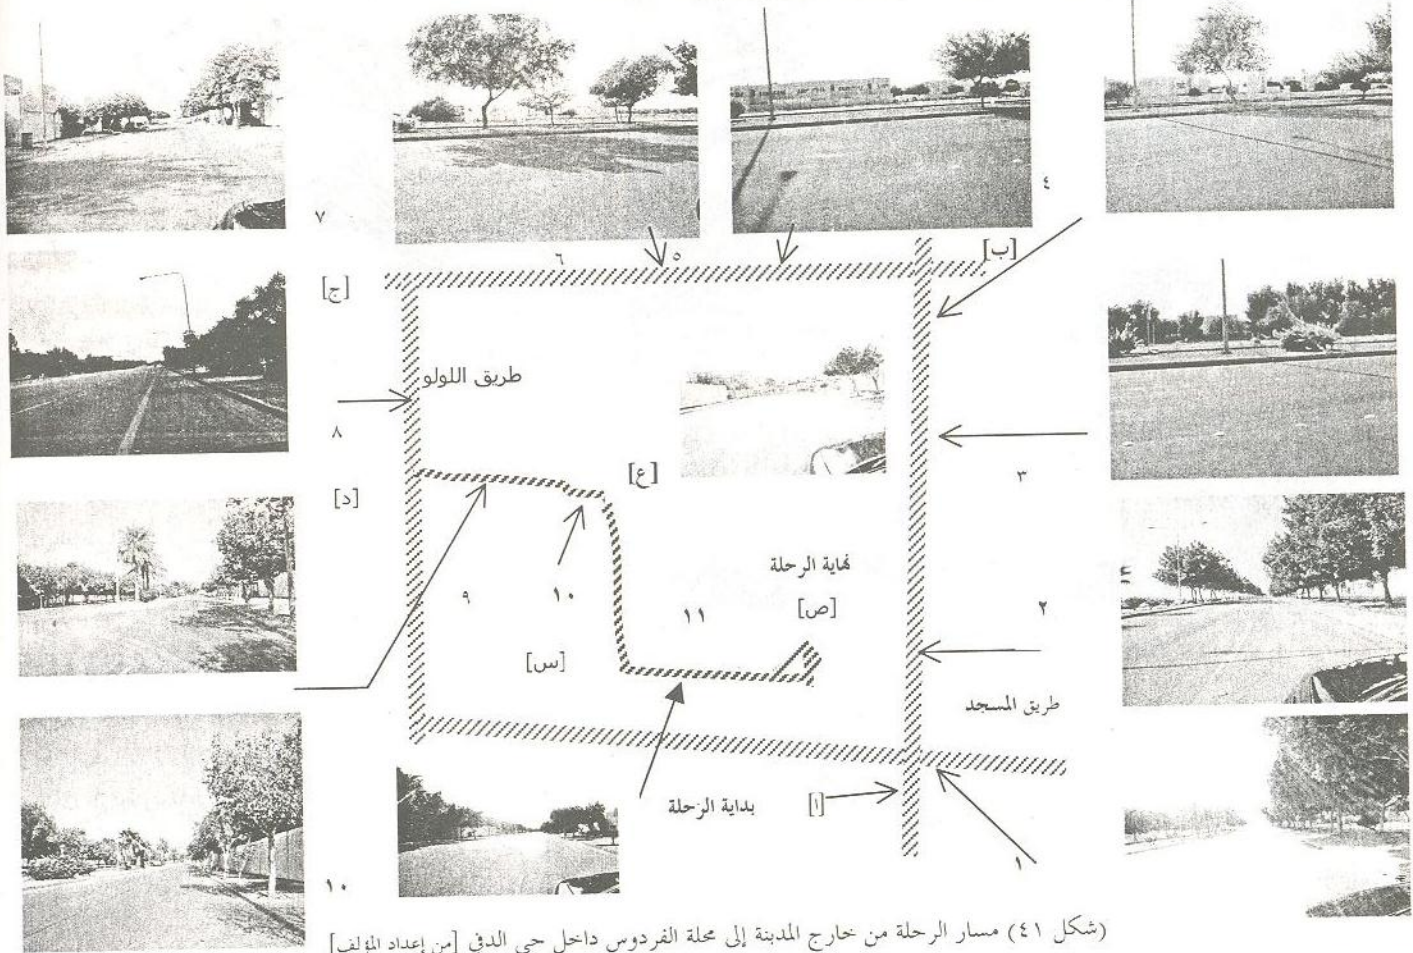 ٧
٦
٥
٤
[ب]
[ج]
طريق اللولو
٨
[ع]
٣
[د]
نهاية الرحلة
[ص]
٩
١٠
١١
٢
[س]
طريق المسجد
بداية الرحلة
[ا]
١
١٠
(شكل ٤١) مسار الرحلة من خارج المدينة إلى محلة الفردوس داخل حي الدفي [من إعداد المؤلف]